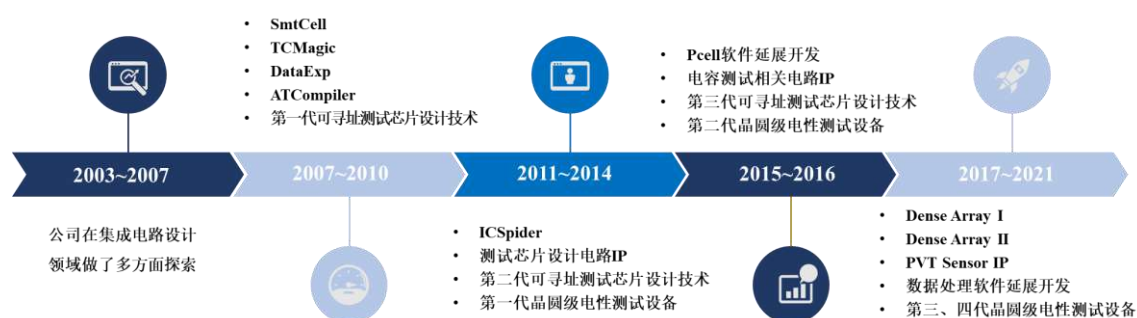 SmtCell
TCMagic
DataExp
ATCompiler
第一代可寻址测试芯片设计技术
Pcell软件延展开发
电容测试相关电路IP
第三代可寻址测试芯片设计技术
第二代晶圆级电性测试设备
2003~2007
2007~2010
2011~2014
2015~2016
2017~2021
公司在集成电路设计
领域做了多方面探索
ICSpider
测试芯片设计电路IP
第二代可寻址测试芯片设计技术
第一代晶圆级电性测试设备
Dense Array I
Dense Array II
PVT Sensor IP
数据处理软件延展开发
第三、四代晶圆级电性测试设备